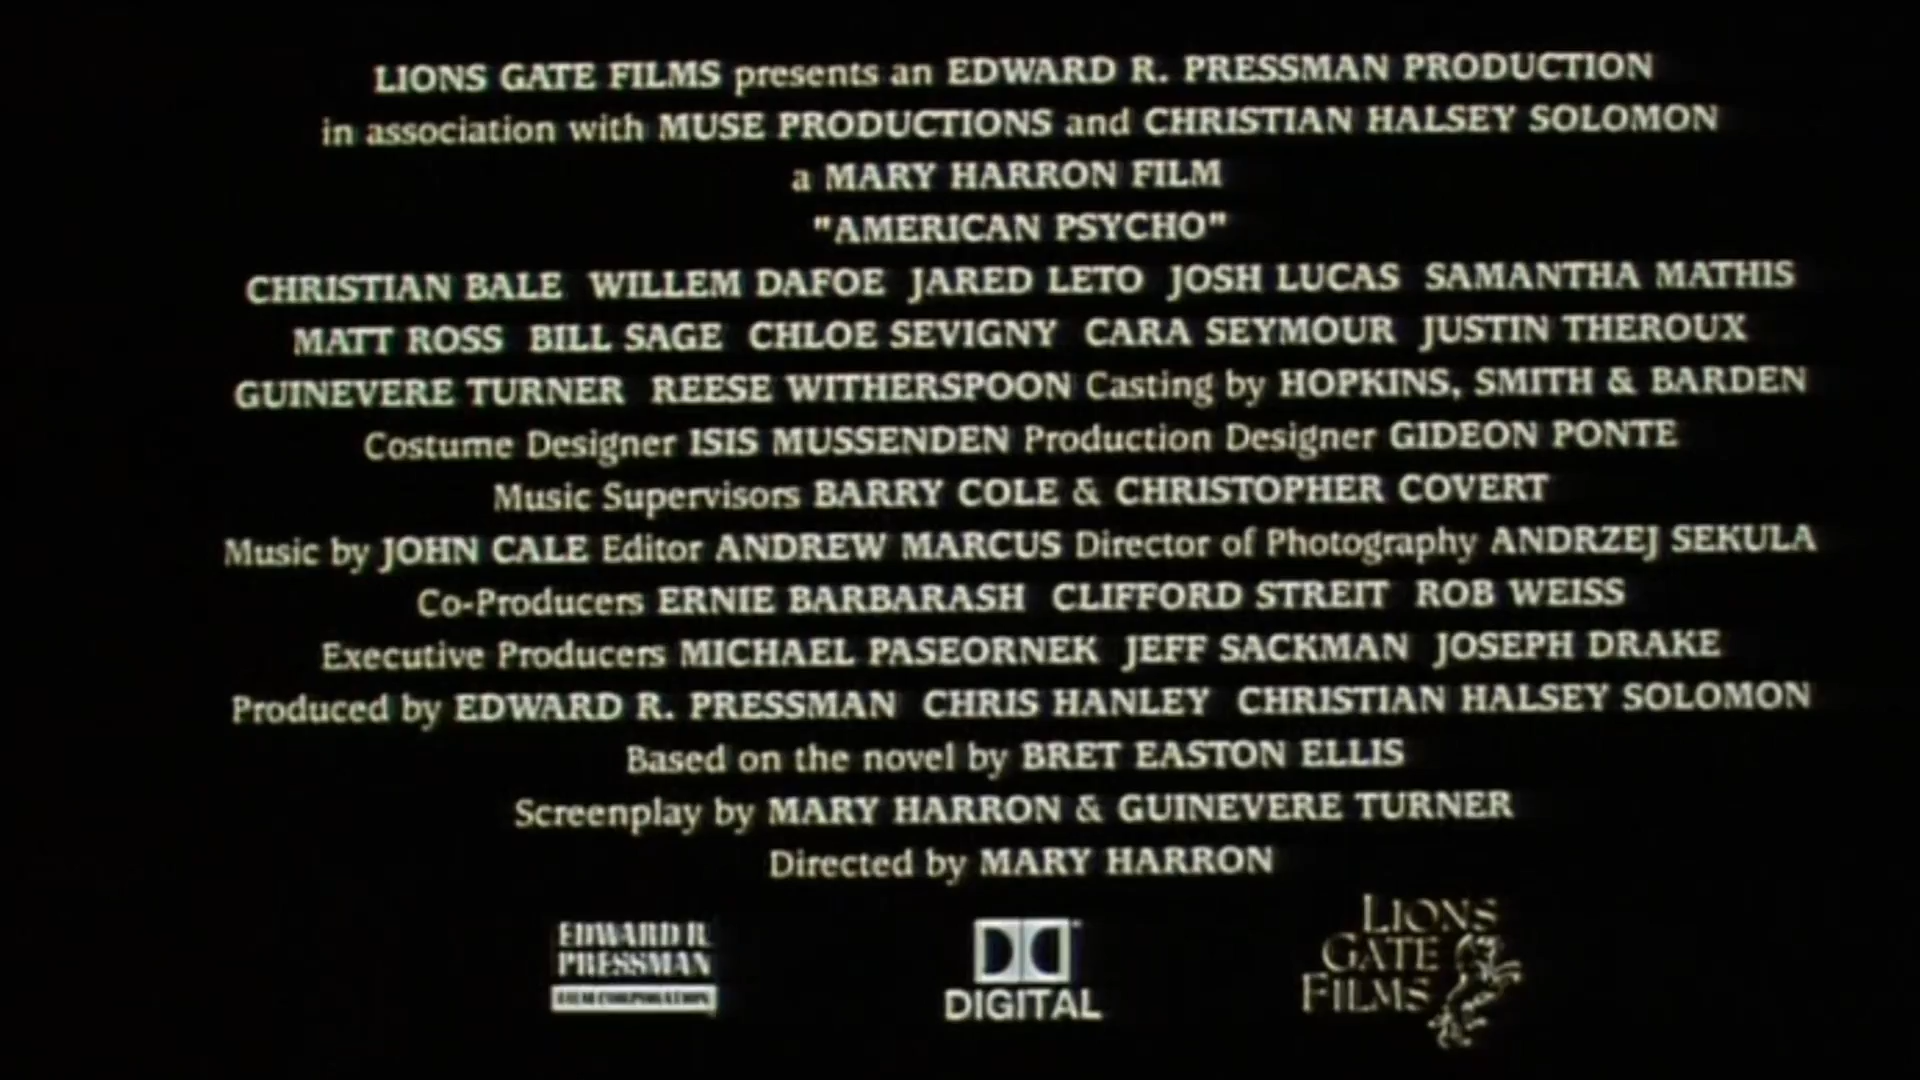 LIONS GATE FILMS presents an EDWARD R. PRESSMAN PRODUCTION
in association with MUSE PRODUCTIONS and CHRISTIAN HALSEY SOLOMON
a MARY HARRON FILM
"AMERICAN PSYCHO"
CHRISTIAN BALE WILLEM DAFOE JARED LETO JOSH LUCAS SAMANTHA MATHIS
MATT ROSS BILL SAGE CHLOE SEVIGNY CARA SEYMOUR JUSTIN THEROUX
GUINEVERE TURNER REESE WITHERSPOON Casting by HOPKINS, SMITH & BARDEN
Costume Designer ISIS MUSSENDEN Production Designer GIDEON PONTE
Music Supervisors BARRY COLE & CHRISTOPHER COVERT
Music by JOHN CALE Editor ANDREW MARCUS Director of Photography ANDRZEJ SEKULA
Co-Producers ERNIE BARBARASH CLIFFORD STREIT ROB WEISS
Executive Producers MICHAEL PASEORNEK JEFF SACKMAN JOSEPH DRAKE
Produced by EDWARD R. PRESSMAN CHRIS HANLEY CHRISTIAN HALSEY SOLOMON
Based on the novel by BRET EASTON ELLIS
Screenplay by MARY HARRON & GUINEVERE TURNER
Directed by MARY HARRON
EDWARD R.
PRESSMAN
FILM CORPORATION
DIGITAL
LIONS
GATE
FILMS